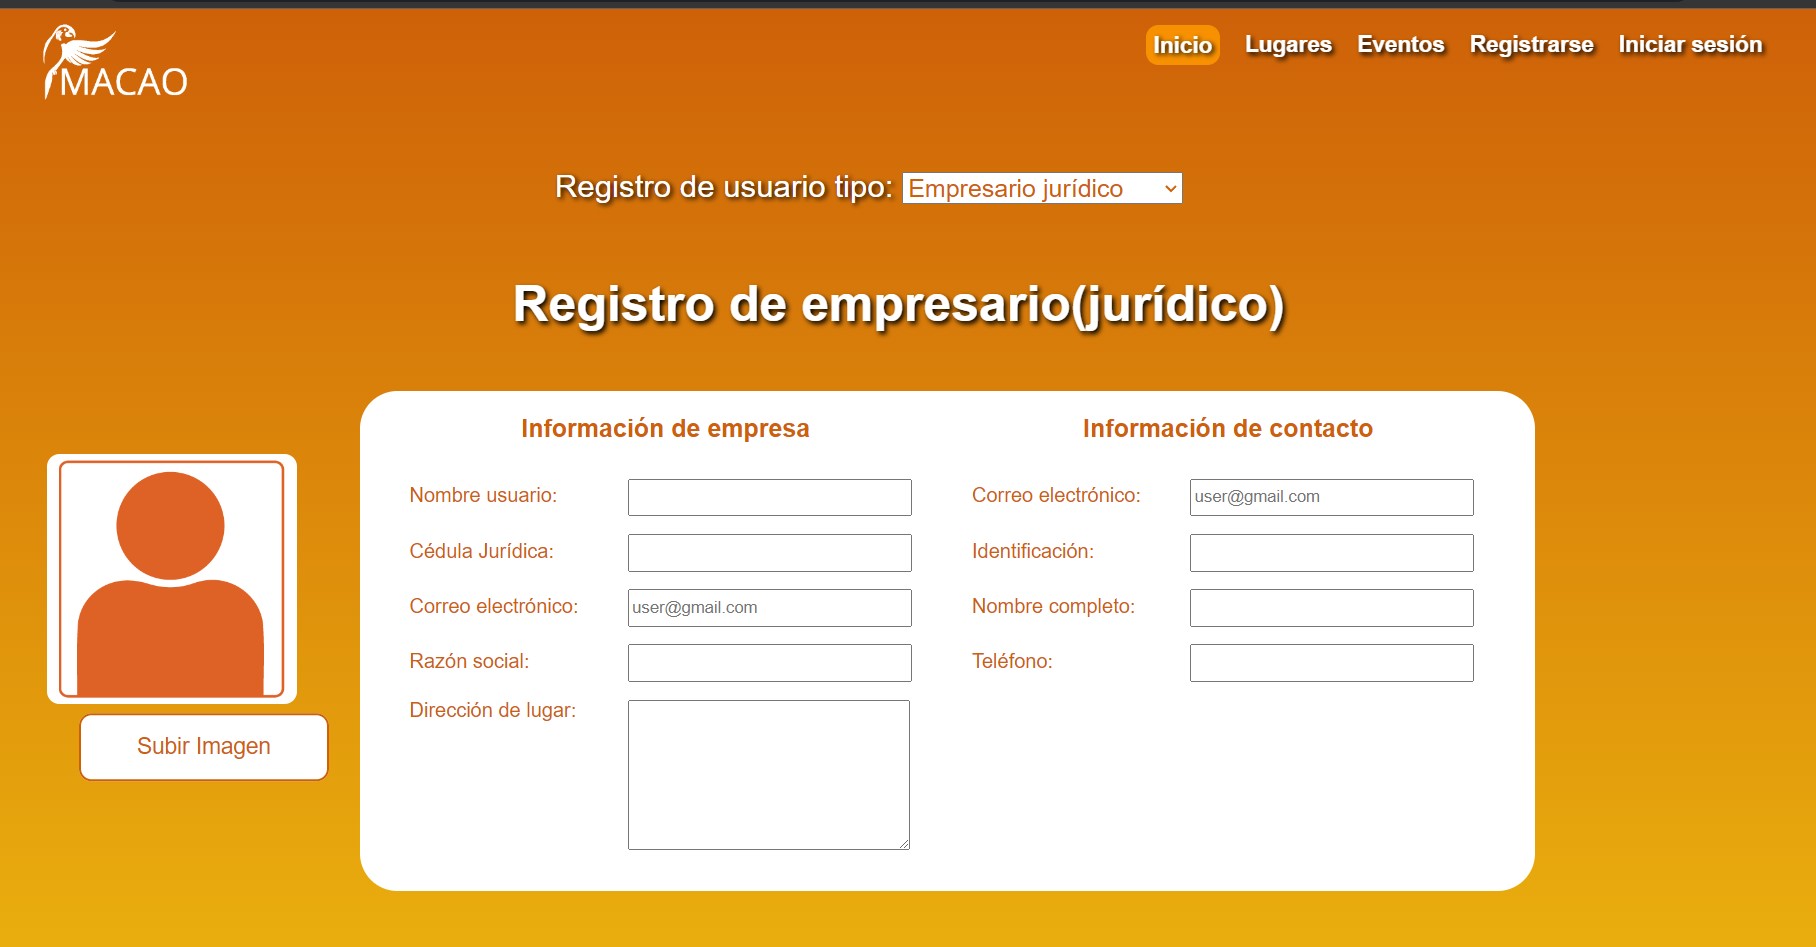 MACAO
Inicio Lugares Eventos Registrarse Iniciar sesión
Registro de usuario tipo: Empresario jurídico
Registro de empresario(jurídico)
Información de empresa
Nombre usuario:
Cédula Jurídica:
Correo electrónico: user@gmail.com
Razón social:
Dirección de lugar:
Información de contacto
Correo electrónico: user@gmail.com
Identificación:
Nombre completo:
Teléfono:
Subir Imagen